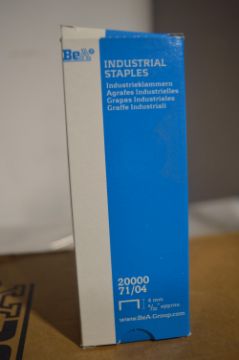 BeA®
INDUSTRIAL
STAPLES
Industrieklammern
Agrafes Industrielles
Grapas Industriales
Graffe Industriali
20000
71/04
4 mm
approx.
www.BeA-Group.com